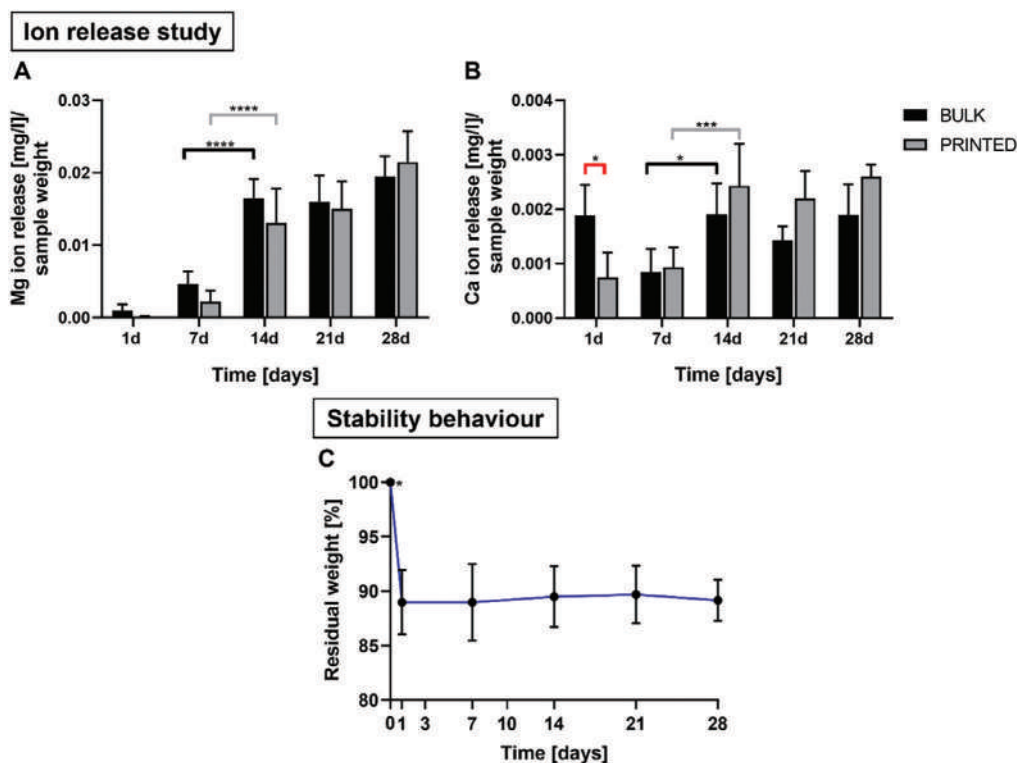 Ion release study
A
Mg ion release [mg/l]/
sample weight
0.03
0.02
0.01
0.00
****
****
1d 7d 14d 21d 28d
Time [days]
B
Ca ion release [mg/l]/
sample weight
0.004
0.003
0.002
0.001
0.000
*
*
***
1d 7d 14d 21d 28d
Time [days]
BULK
PRINTED
Stability behaviour
C
Residual weight [%]
100
95
90
85
80
*
0 1 3 7 10 14 21 28
Time [days]